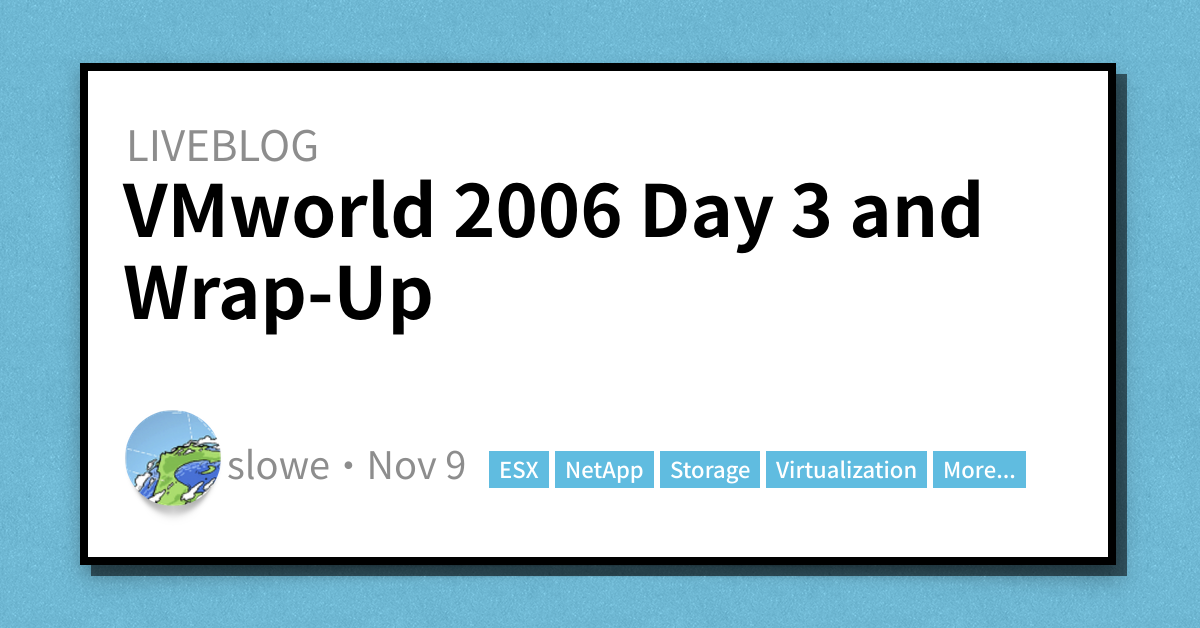 LIVEBLOG
VMworld 2006 Day 3 and
Wrap-Up
slowe • Nov 9 ESX NetApp Storage Virtualization More...